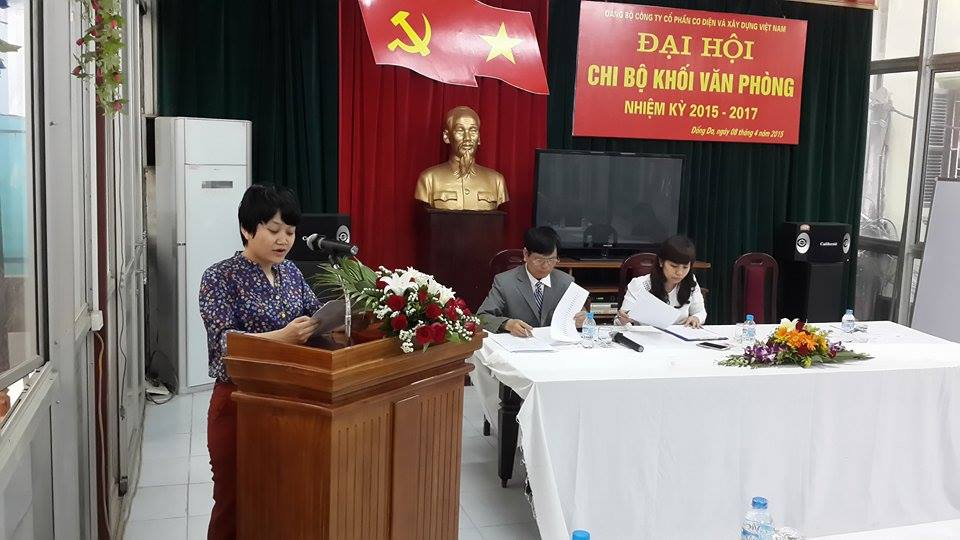 ĐẢNG BỘ CÔNG TY CỔ PHẦN CƠ ĐIỆN VÀ XÂY DỰNG VIỆT NAM
ĐẠI HỘI
CHI BỘ KHỐI VĂN PHÒNG
NHIỆM KỲ 2015 - 2017
Đống Đa, ngày 08 tháng 4 năm 2015
California